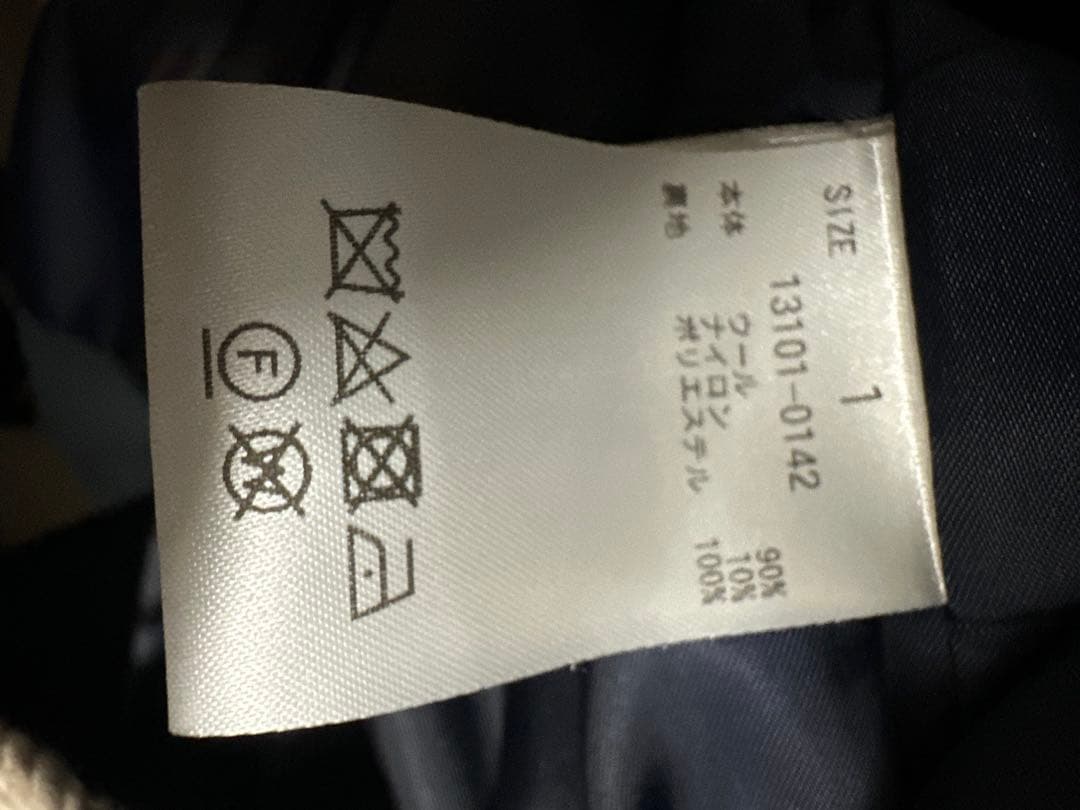 SIZE 1
13101-0142
本体 ウール 90%
ナイロン 10%
裏地 ポリエステル 100%
F
W